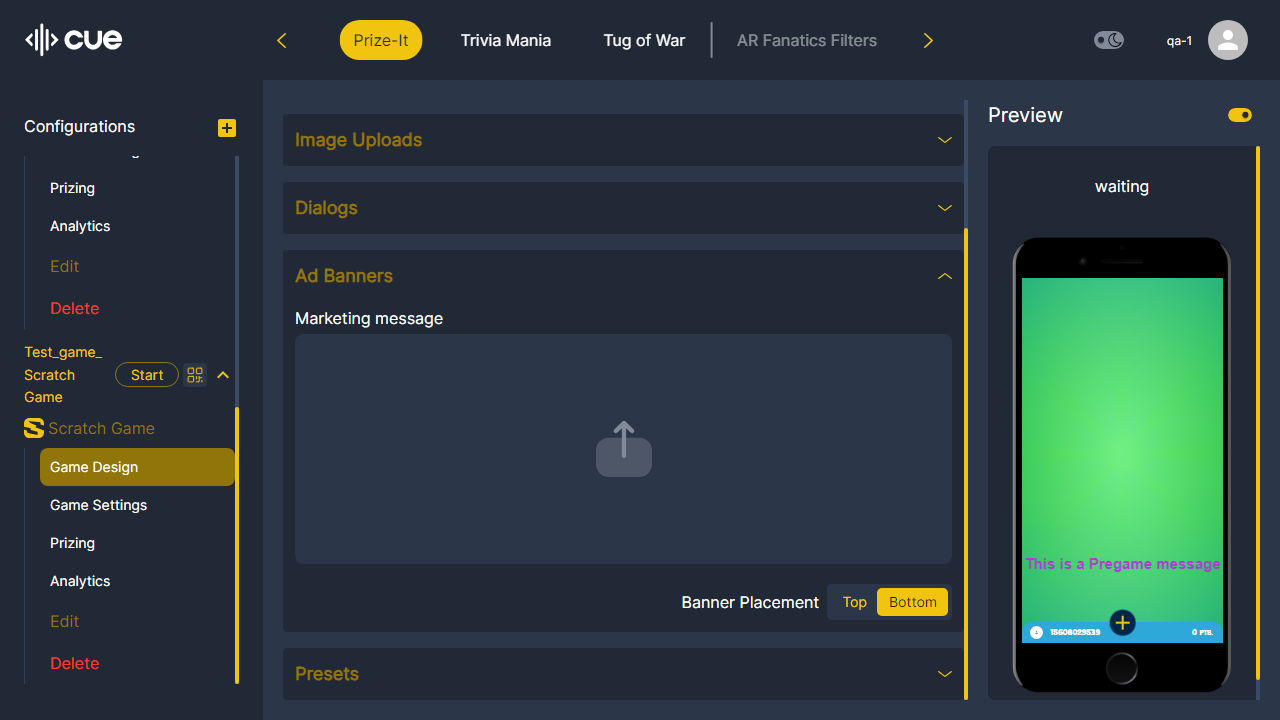 cue
Prize-It
Trivia Mania
Tug of War
AR Fanatics Filters
qa-1
Configurations
Prizing
Analytics
Edit
Delete
Test_game_
Scratch
Game
Start
Scratch Game
Game Design
Game Settings
Prizing
Analytics
Edit
Delete
Image Uploads
Dialogs
Ad Banners
Marketing message
Banner Placement
Top
Bottom
Presets
Preview
waiting
This is a Pregame message
15608029539
0 PTS.